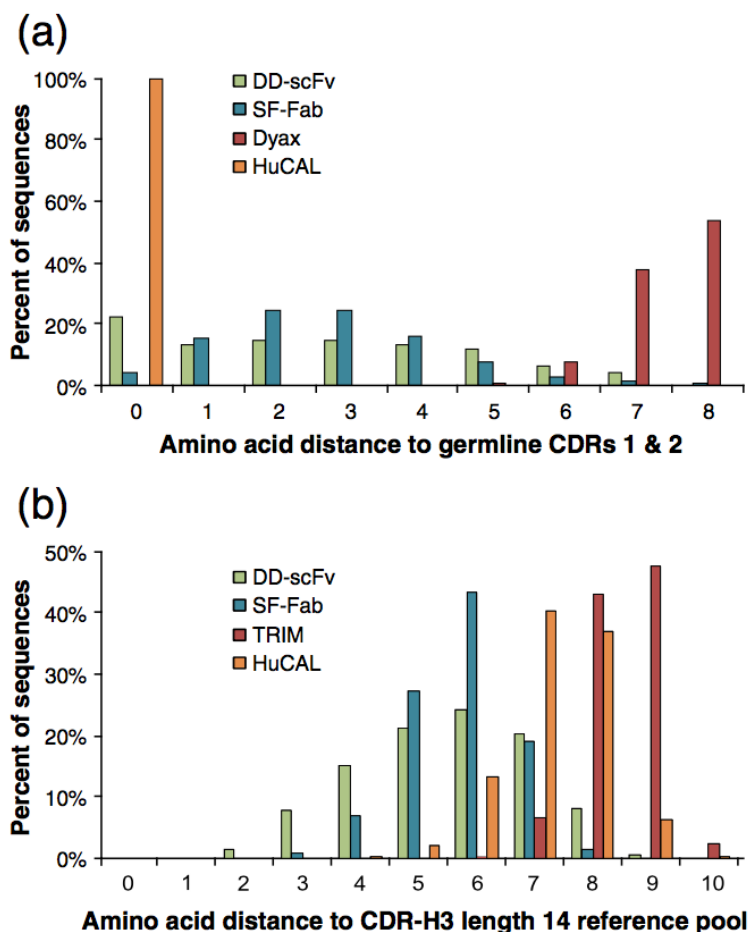 (a)
100%
80%
60%
40%
20%
0%
Percent of sequences
DD-scFv
SF-Fab
Dyax
HuCAL
0 1 2 3 4 5 6 7 8
Amino acid distance to germline CDRs 1 & 2
(b)
50%
40%
30%
20%
10%
0%
Percent of sequences
DD-scFv
SF-Fab
TRIM
HuCAL
0 1 2 3 4 5 6 7 8 9 10
Amino acid distance to CDR-H3 length 14 reference pool